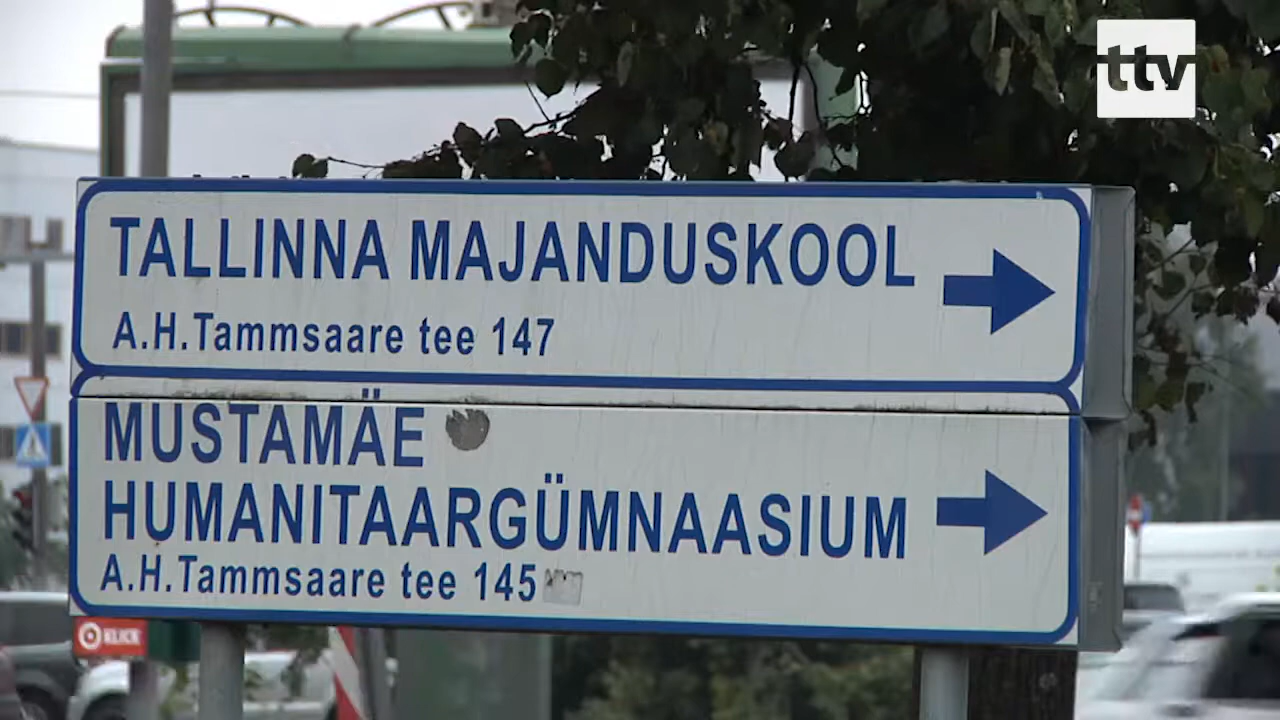 ttv
TALLINNA MAJANDUSKOOL
A.H.Tammsaare tee 147
MUSTAMÄE
HUMANITAARGÜMNAASIUM
A.H.Tammsaare tee 145
KLICK